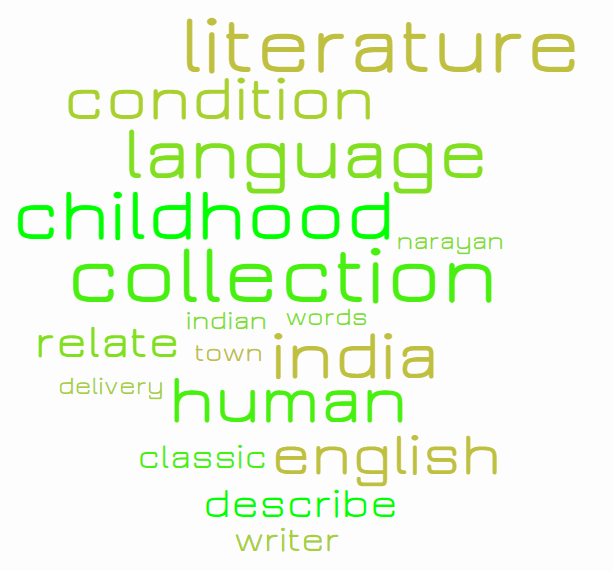 literature
condition
language
childhood
narayan
collection
indian words
relate
town india
delivery
human
classic english
describe
writer